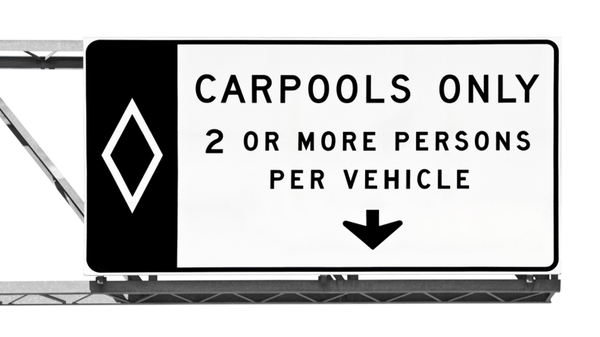 CARPOOLS ONLY
2 OR MORE PERSONS
PER VEHICLE